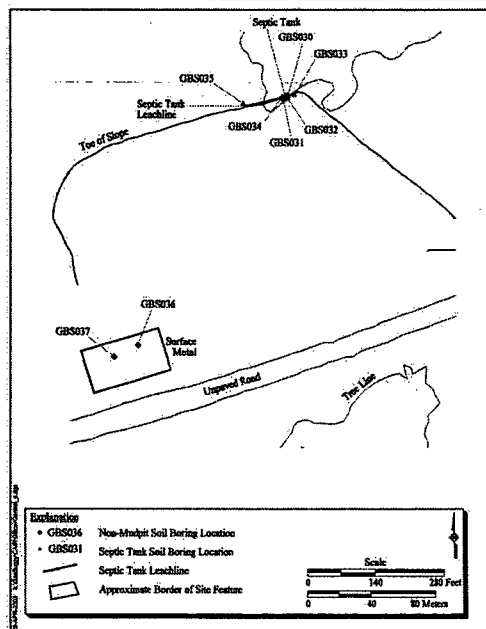 Septic Tank
GBS030
GBS033
GBS035
Septic Tank
Leachline
GBS034
GBS032
GBS031
Toe of Slope
GBS036
GBS037
Surface
Metal
Unpaved Road
Tree Line
Explanation
GBS036 Non-Mudpit Soil Boring Location
GBS031 Septic Tank Soil Boring Location
Septic Tank Leachline
Approximate Border of Site Feature
Scale
0 140 280 Feet
0 40 80 Meters